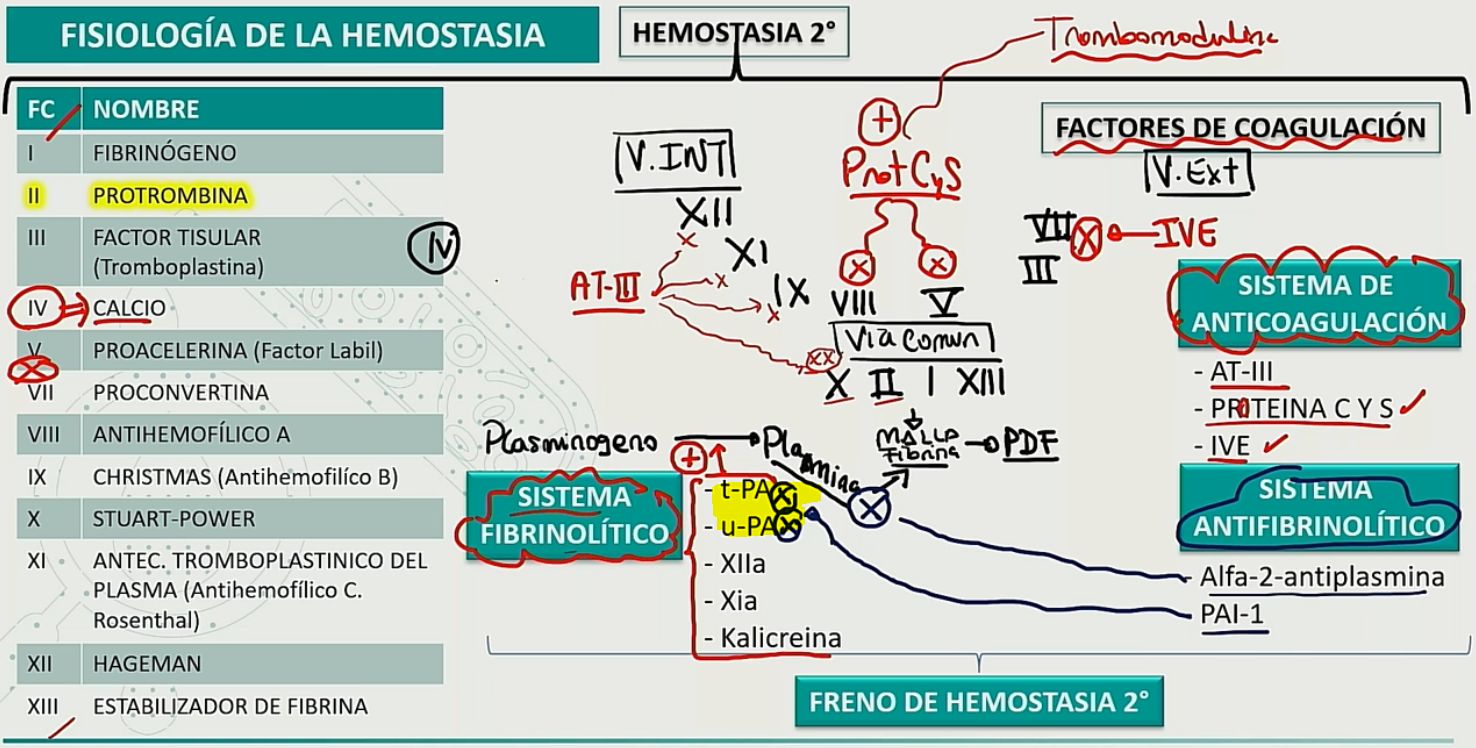 FISIOLOGÍA DE LA HEMOSTASIA
HEMOSTASIA 2°
Trombomodulina
FC NOMBRE
I FIBRINÓGENO
II PROTROMBINA
III FACTOR TISULAR
(Tromboplastina)
IV
IV CALCIO
V PROACELERINA (Factor Labil)
VII PROCONVERTINA
VIII ANTIHEMOFÍLICO A
IX CHRISTMAS (Antihemofilíco B)
X STUART-POWER
XI ANTEC. TROMBOPLASTINICO DEL
PLASMA (Antihemofílico C.
Rosenthal)
XII HAGEMAN
XIII ESTABILIZADOR DE FIBRINA
V.INT
XII
XI
IX
AT-III
+
Prot C y S
X X
VIII V
Via comun
XX
X II I XIII
FACTORES DE COAGULACIÓN
V.Ext
VII X IVE
III
SISTEMA DE
ANTICOAGULACIÓN
- AT-III
- PROTEINA C Y S
- IVE
Plasminogeno Plasmina
MALLA
Fibrina
PDF
+
X
SISTEMA
FIBRINOLÍTICO
- t-PA
- u-PA
- XIIa
- Xia
- Kalicreina
SISTEMA
ANTIFIBRINOLÍTICO
- Alfa-2-antiplasmina
- PAI-1
FRENO DE HEMOSTASIA 2°